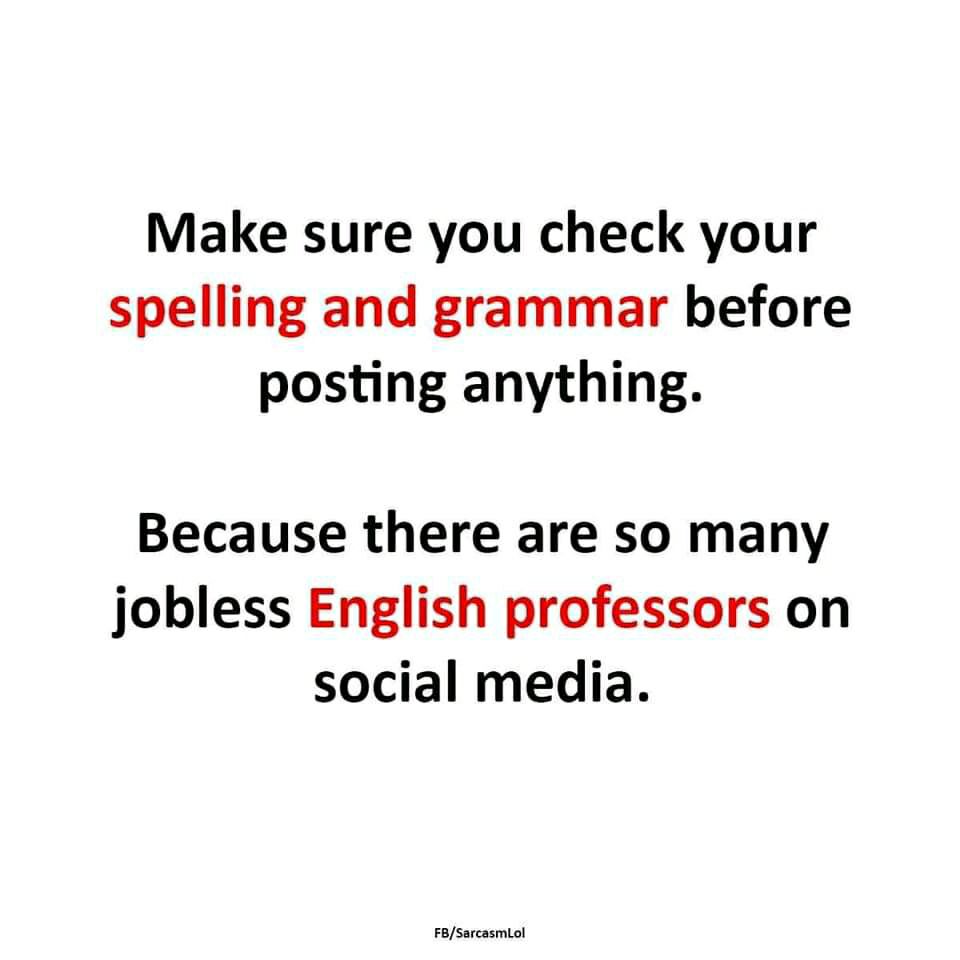 Make sure you check your
spelling and grammar before
posting anything.
Because there are so many
jobless English professors on
social media.
FB/SarcasmLol